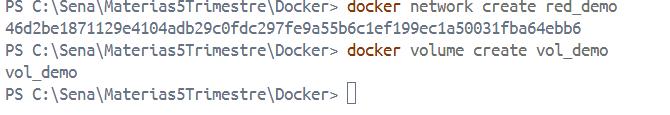 PS C:\Sena\Materias5Trimestre\Docker> docker network create red_demo
46d2be1871129e4104adb29c0fdc297fe9a55b6c1ef199ec1a50031fba64ebb6
PS C:\Sena\Materias5Trimestre\Docker> docker volume create vol_demo
vol_demo
PS C:\Sena\Materias5Trimestre\Docker>